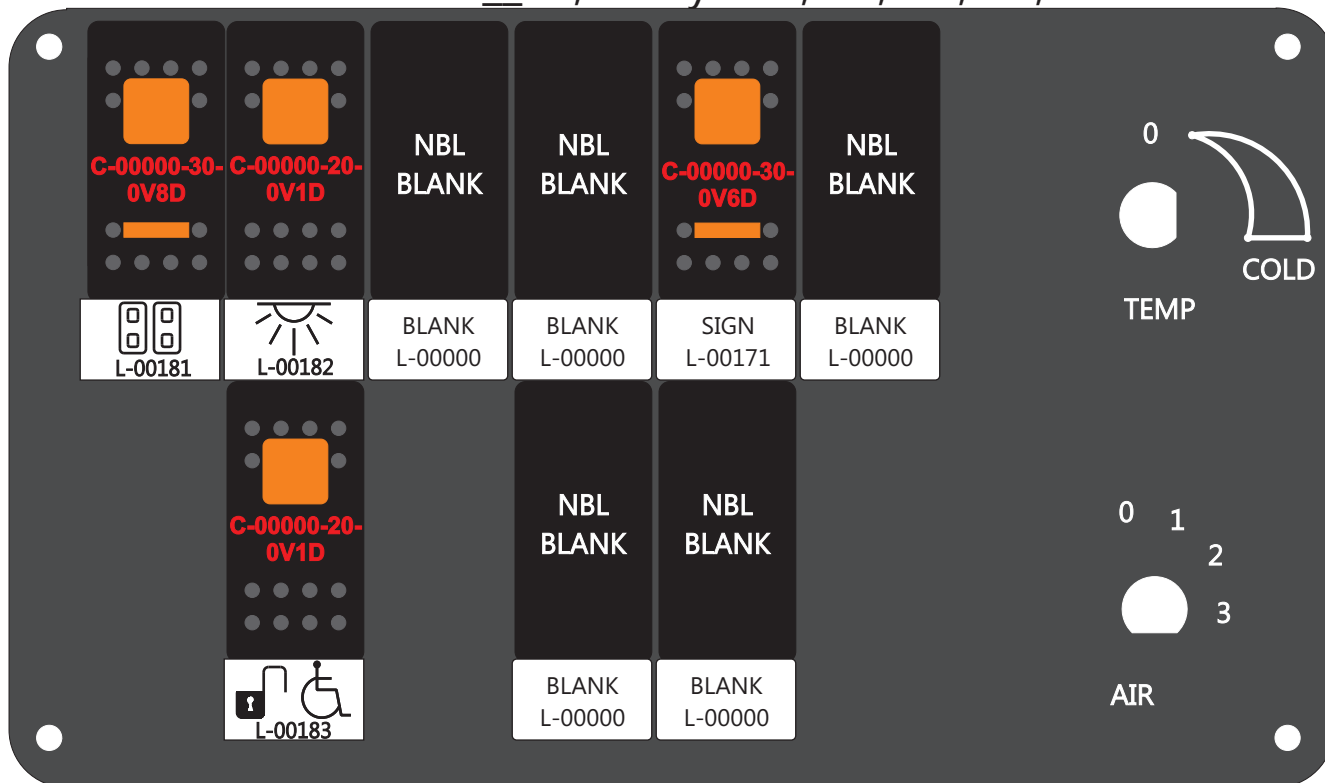 C-00000-30-
0V8D
C-00000-20-
0V1D
NBL
BLANK
NBL
BLANK
C-00000-30-
0V6D
NBL
BLANK
0
COLD
TEMP
L-00181
L-00182
BLANK
L-00000
BLANK
L-00000
SIGN
L-00171
BLANK
L-00000
C-00000-20-
0V1D
NBL
BLANK
NBL
BLANK
0
1
2
3
AIR
L-00183
BLANK
L-00000
BLANK
L-00000